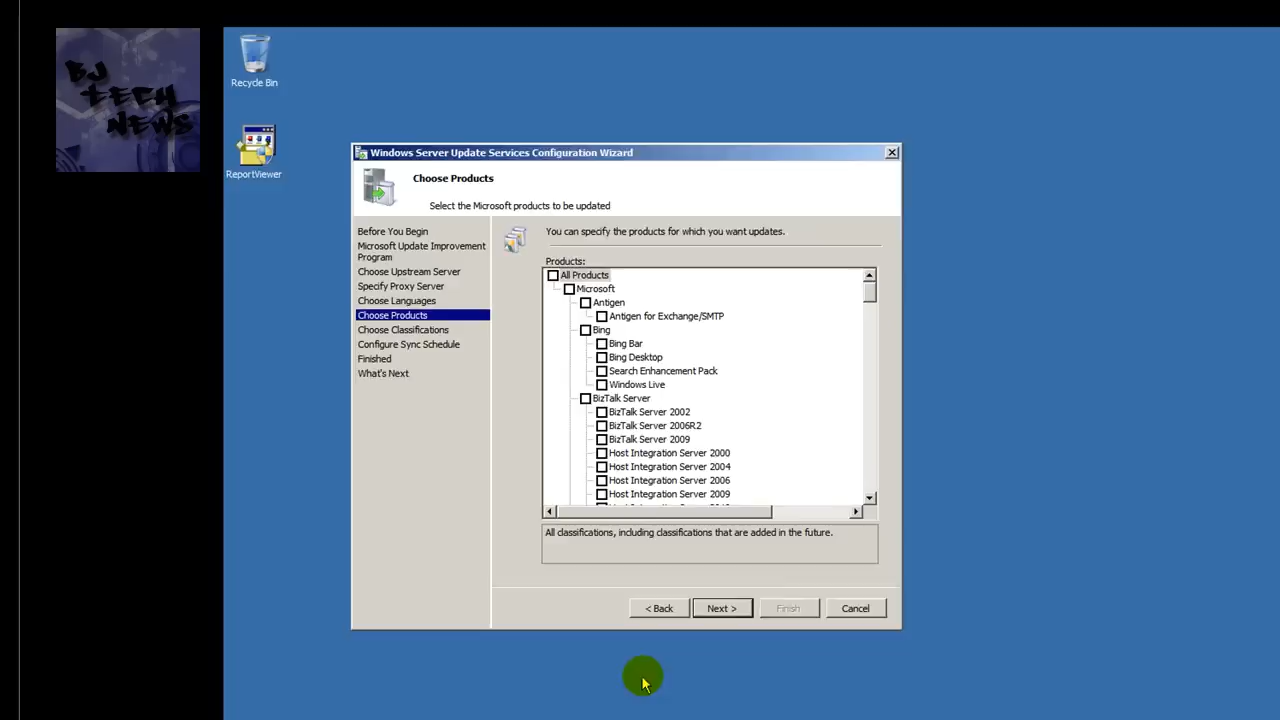 BJ
TECH
NEWS
Recycle Bin
ReportViewer
Windows Server Update Services Configuration Wizard
Choose Products
Select the Microsoft products to be updated
Before You Begin
Microsoft Update Improvement
Program
Choose Upstream Server
Specify Proxy Server
Choose Languages
Choose Products
Choose Classifications
Configure Sync Schedule
Finished
What's Next
You can specify the products for which you want updates.
Products:
All Products
Microsoft
Antigen
Antigen for Exchange/SMTP
Bing
Bing Bar
Bing Desktop
Search Enhancement Pack
Windows Live
BizTalk Server
BizTalk Server 2002
BizTalk Server 2006R2
BizTalk Server 2009
Host Integration Server 2000
Host Integration Server 2004
Host Integration Server 2006
Host Integration Server 2009
All classifications, including classifications that are added in the future.
< Back
Next >
Finish
Cancel